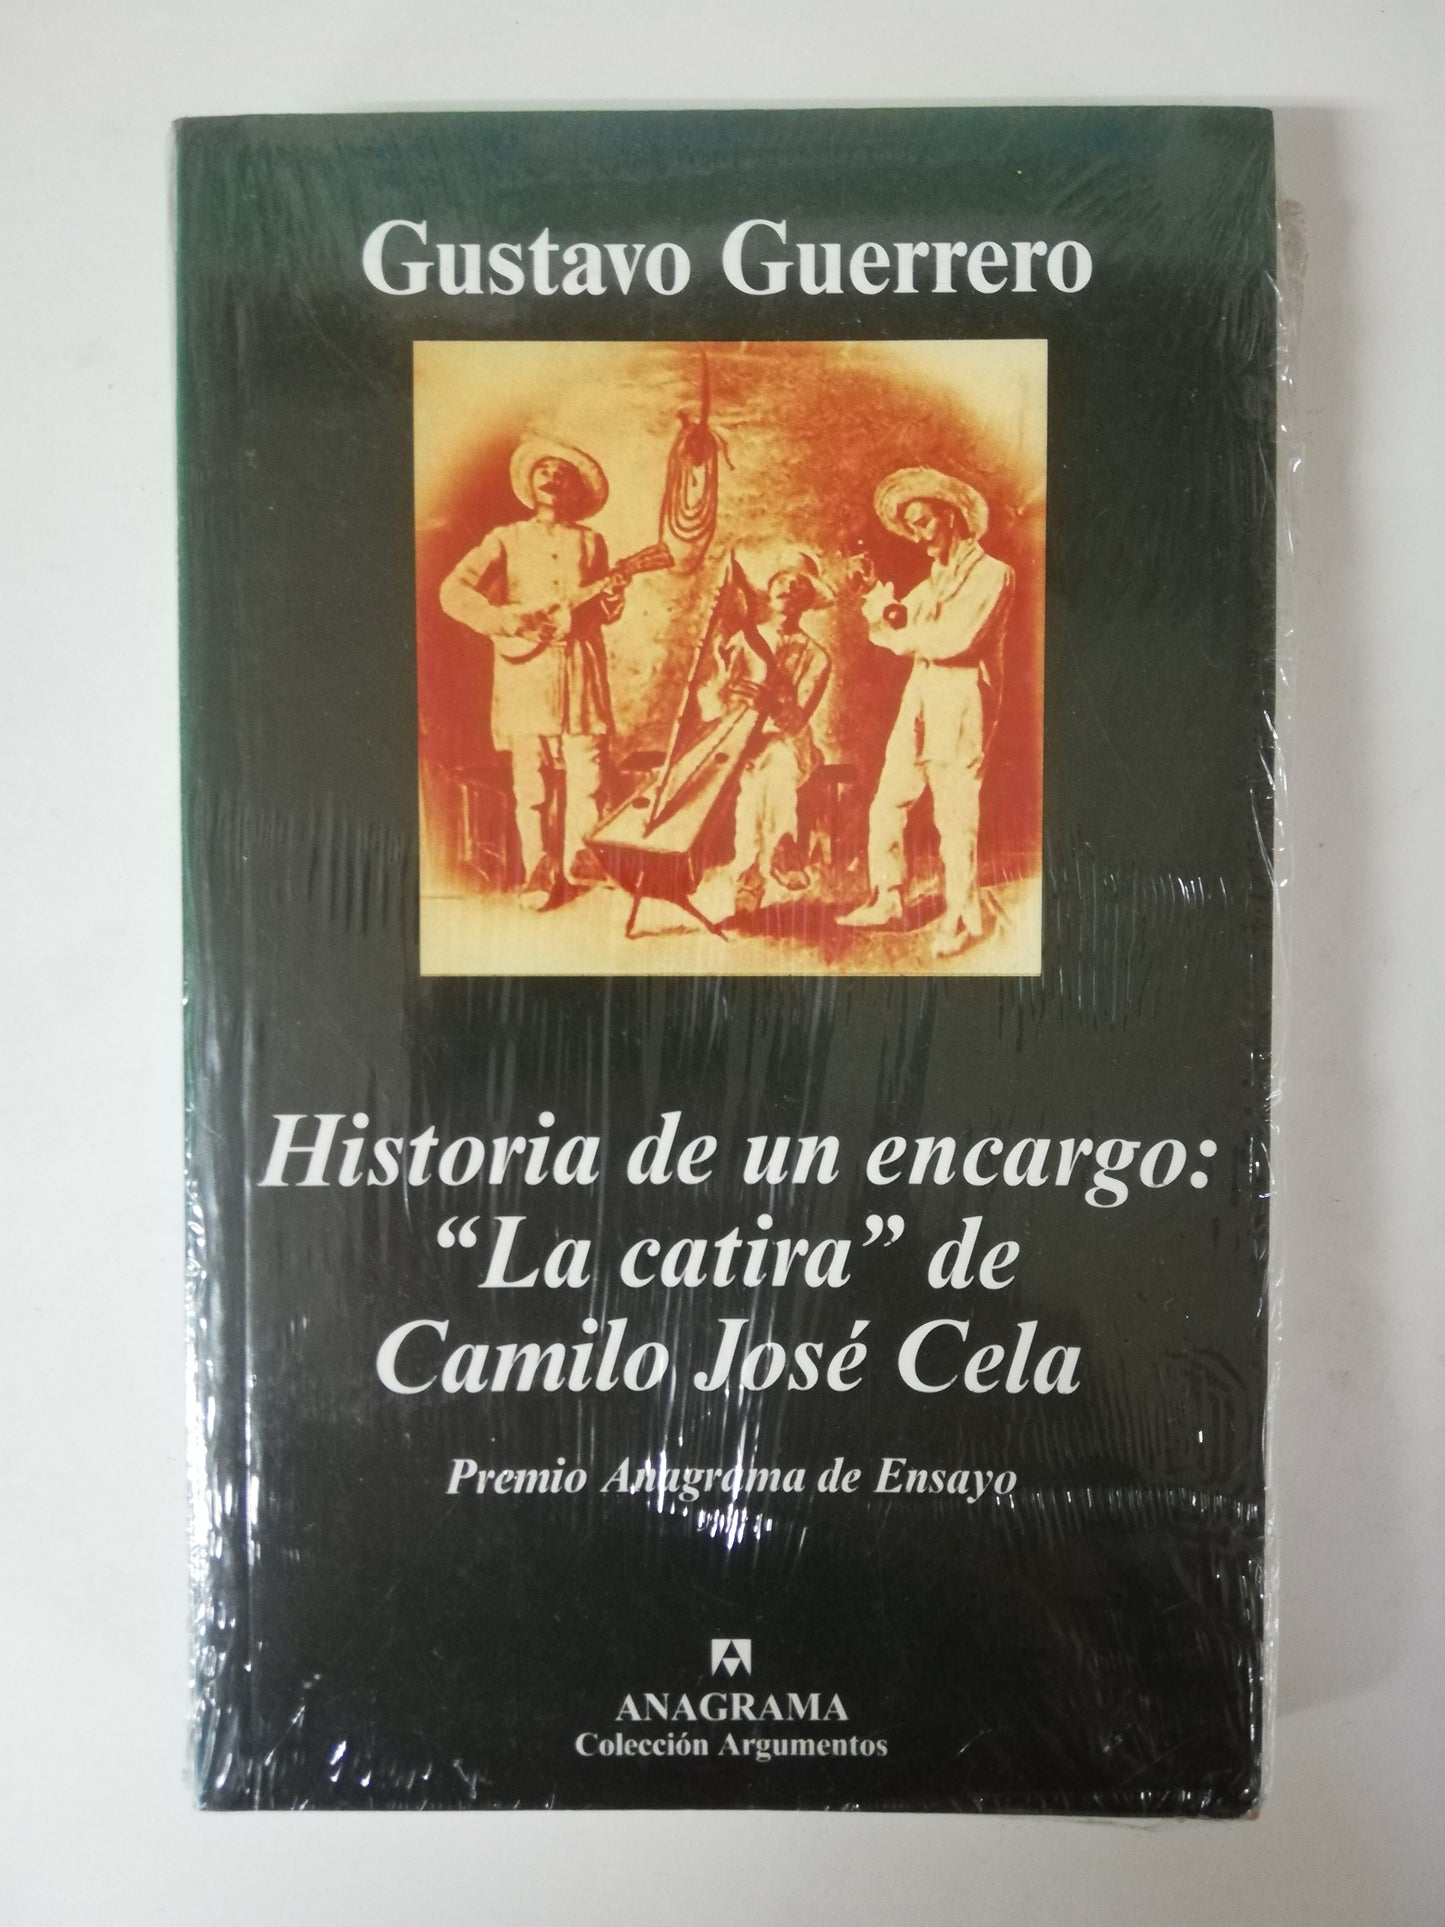 Gustavo Guerrero
Historia de un encargo:
“La catira” de
Camilo José Cela
Premio Anagrama de Ensayo
ANAGRAMA
Colección Argumentos